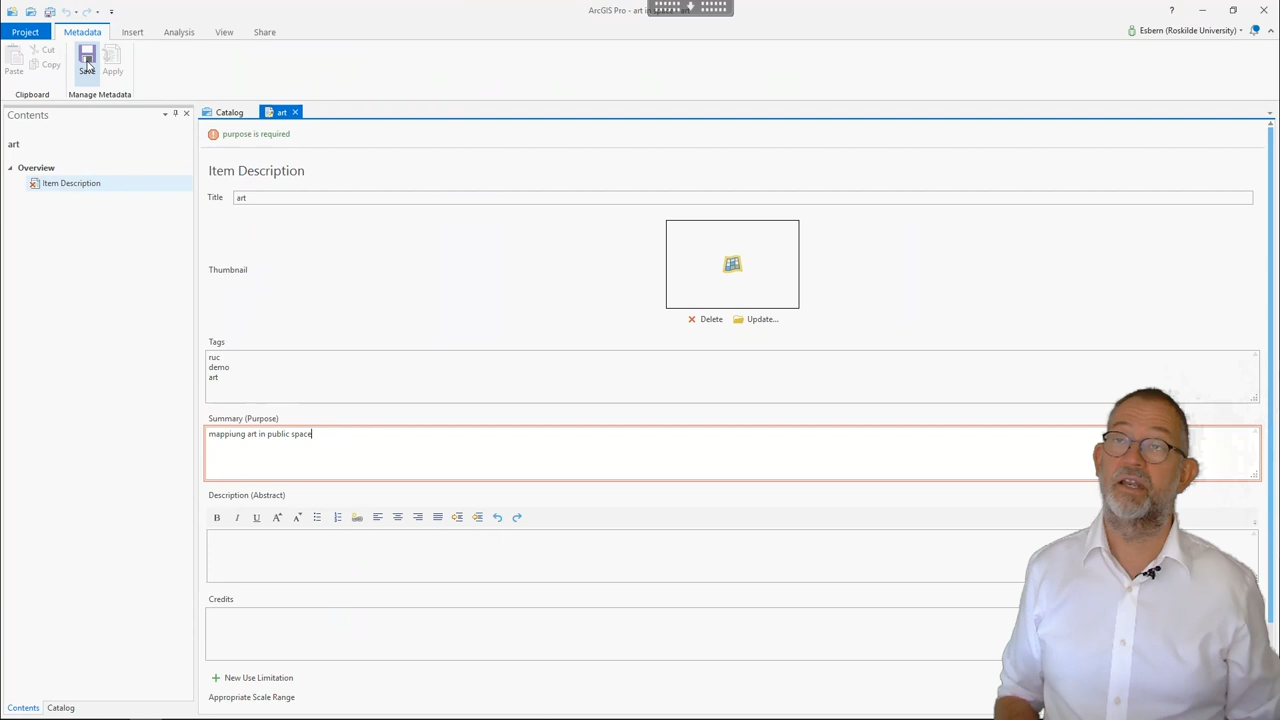 ArcGIS Pro - art in
?
Project
Metadata
Insert
Analysis
View
Share
Esbern (Roskilde University)
Paste
Cut
Copy
Save
Apply
Clipboard
Manage Metadata
Contents
Catalog
art
art
purpose is required
Overview
Item Description
Item Description
Title
art
Thumbnail
Delete
Update...
Tags
ruc
demo
art
Summary (Purpose)
mappiung art in public space
Description (Abstract)
B I U A A
Credits
New Use Limitation
Appropriate Scale Range
Contents
Catalog